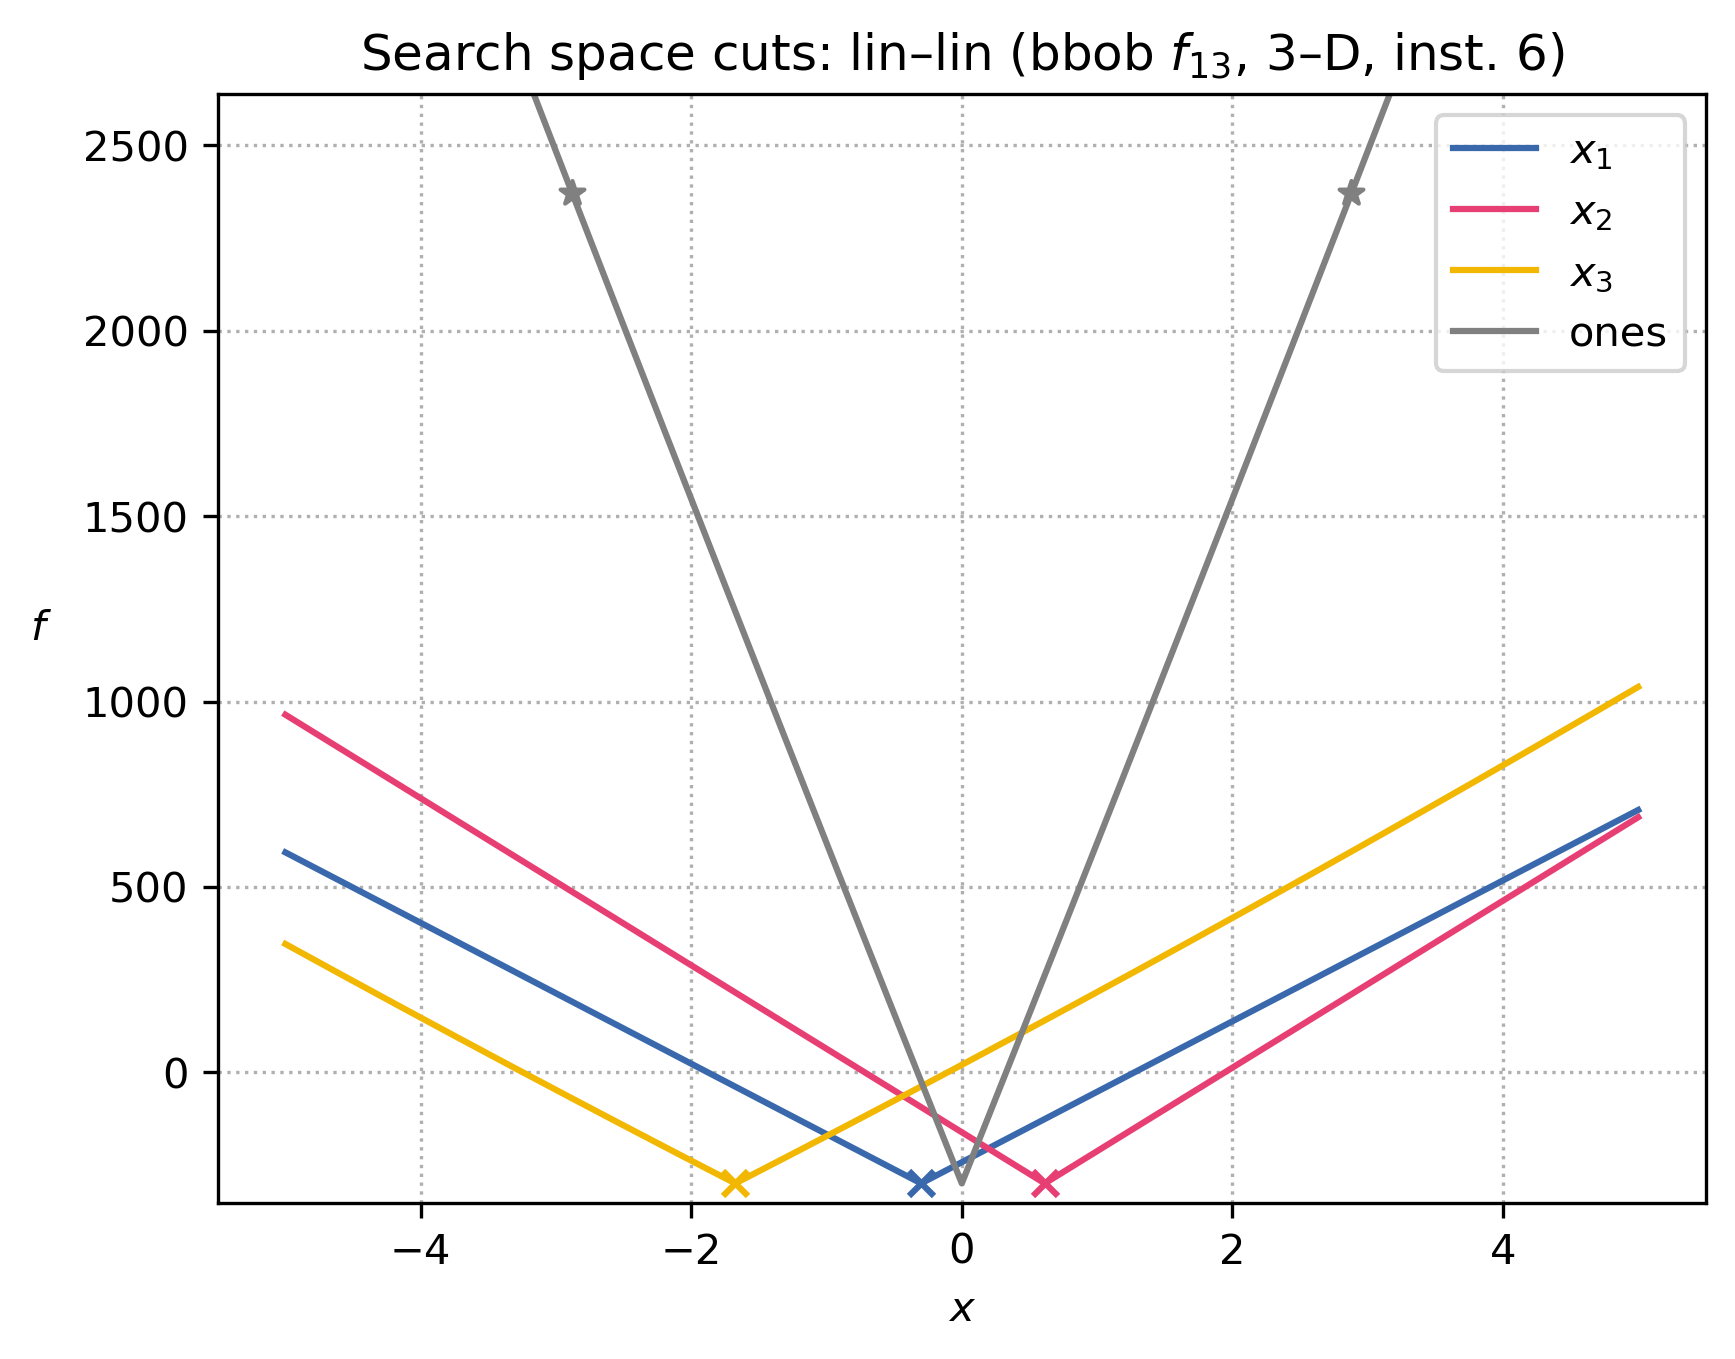 Search space cuts: lin–lin (bbob f₁₃, 3–D, inst. 6)
2500
2000
1500
1000
500
0
f
−4
−2
0
2
4
x
x₁
x₂
x₃
ones